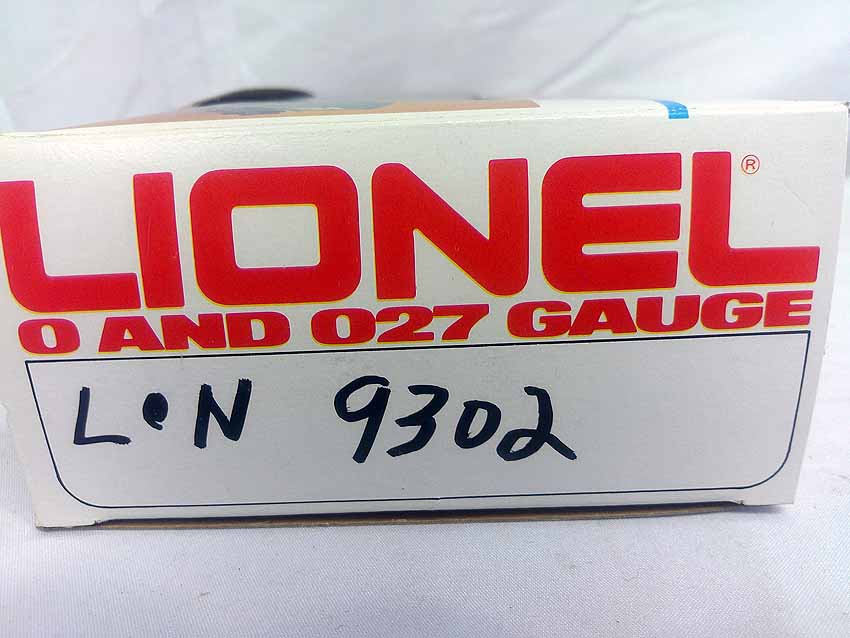 LIONEL®
O AND O27 GAUGE
L•N 9302